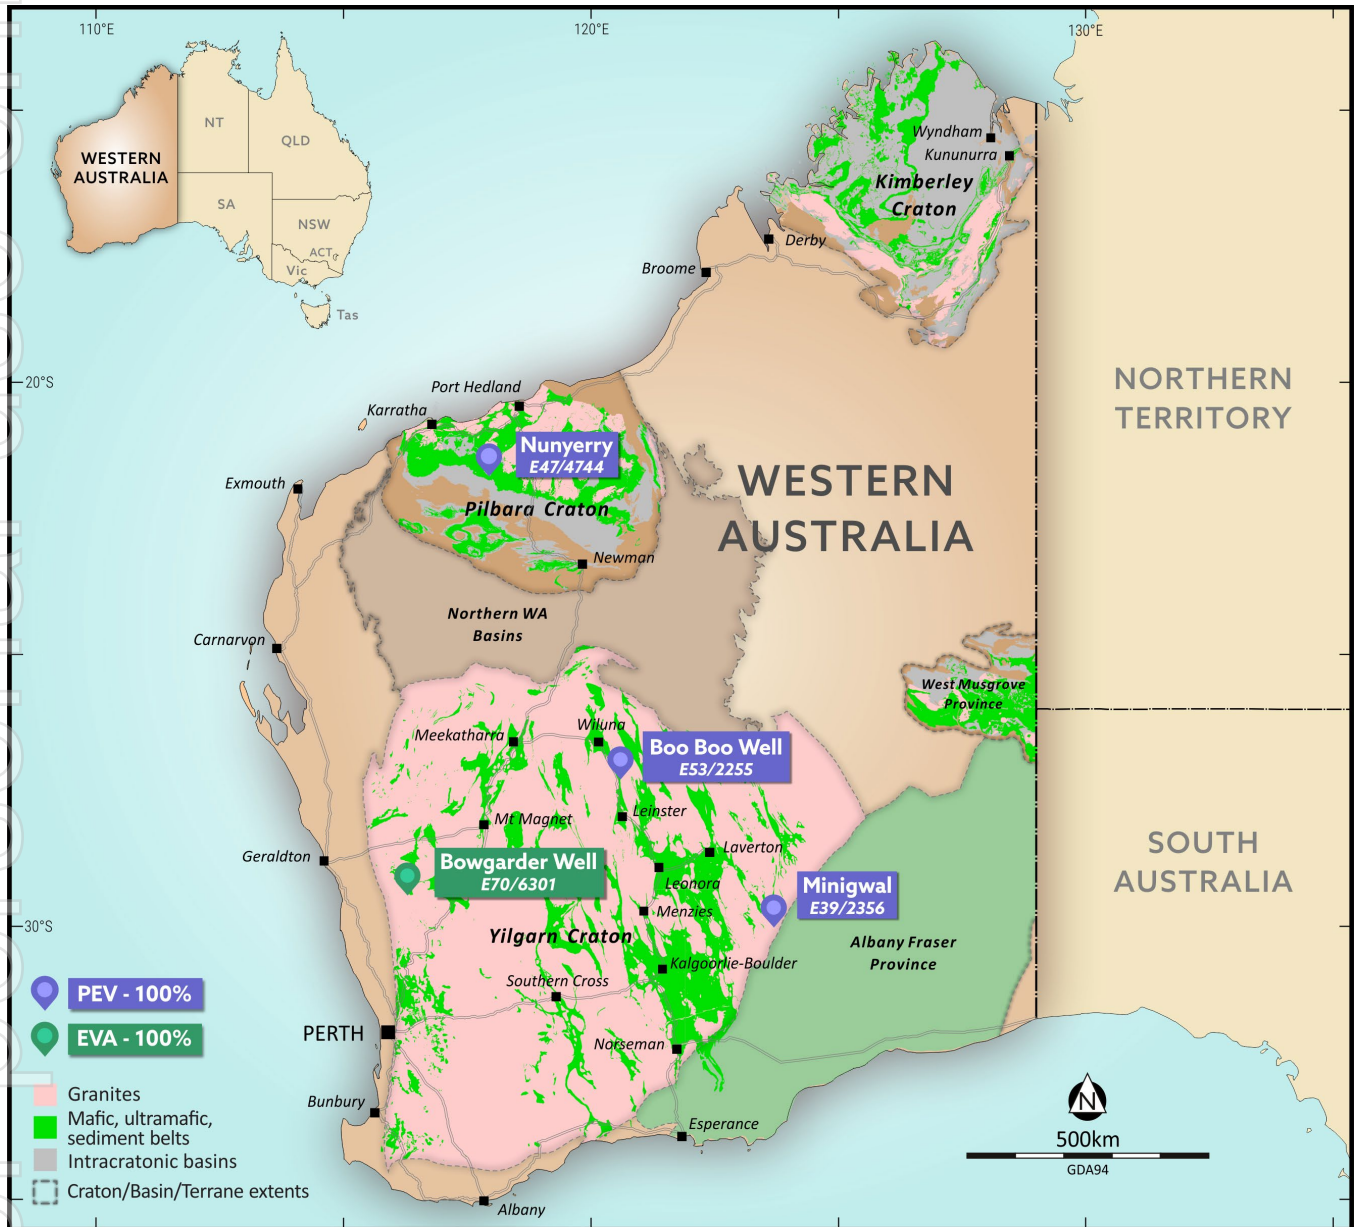 110°E
120°E
130°E
NT
QLD
WESTERN
AUSTRALIA
SA
NSW
ACT
Vic
Tas
Wyndham
Kununurra
Kimberley
Craton
Derby
Broome
20°S
Port Hedland
Karratha
Nunyerry
E47/4744
Exmouth
Pilbara Craton
Newman
WESTERN
AUSTRALIA
NORTHERN
TERRITORY
Northern WA
Basins
Carnarvon
West Musgrove
Province
Meekatharra
Wiluna
Boo Boo Well
E53/2255
Mt Magnet
Leinster
Geraldton
Laverton
Bowgarder Well
E70/6301
Leonora
Minigwal
E39/2356
Menzies
SOUTH
AUSTRALIA
30°S
Yilgarn Craton
Albany Fraser
Province
Kalgoorlie-Boulder
Southern Cross
PEV - 100%
EVA - 100%
PERTH
Norseman
Bunbury
Esperance
Albany
Granites
Mafic, ultramafic,
sediment belts
Intracratonic basins
Craton/Basin/Terrane extents
N
500km
GDA94